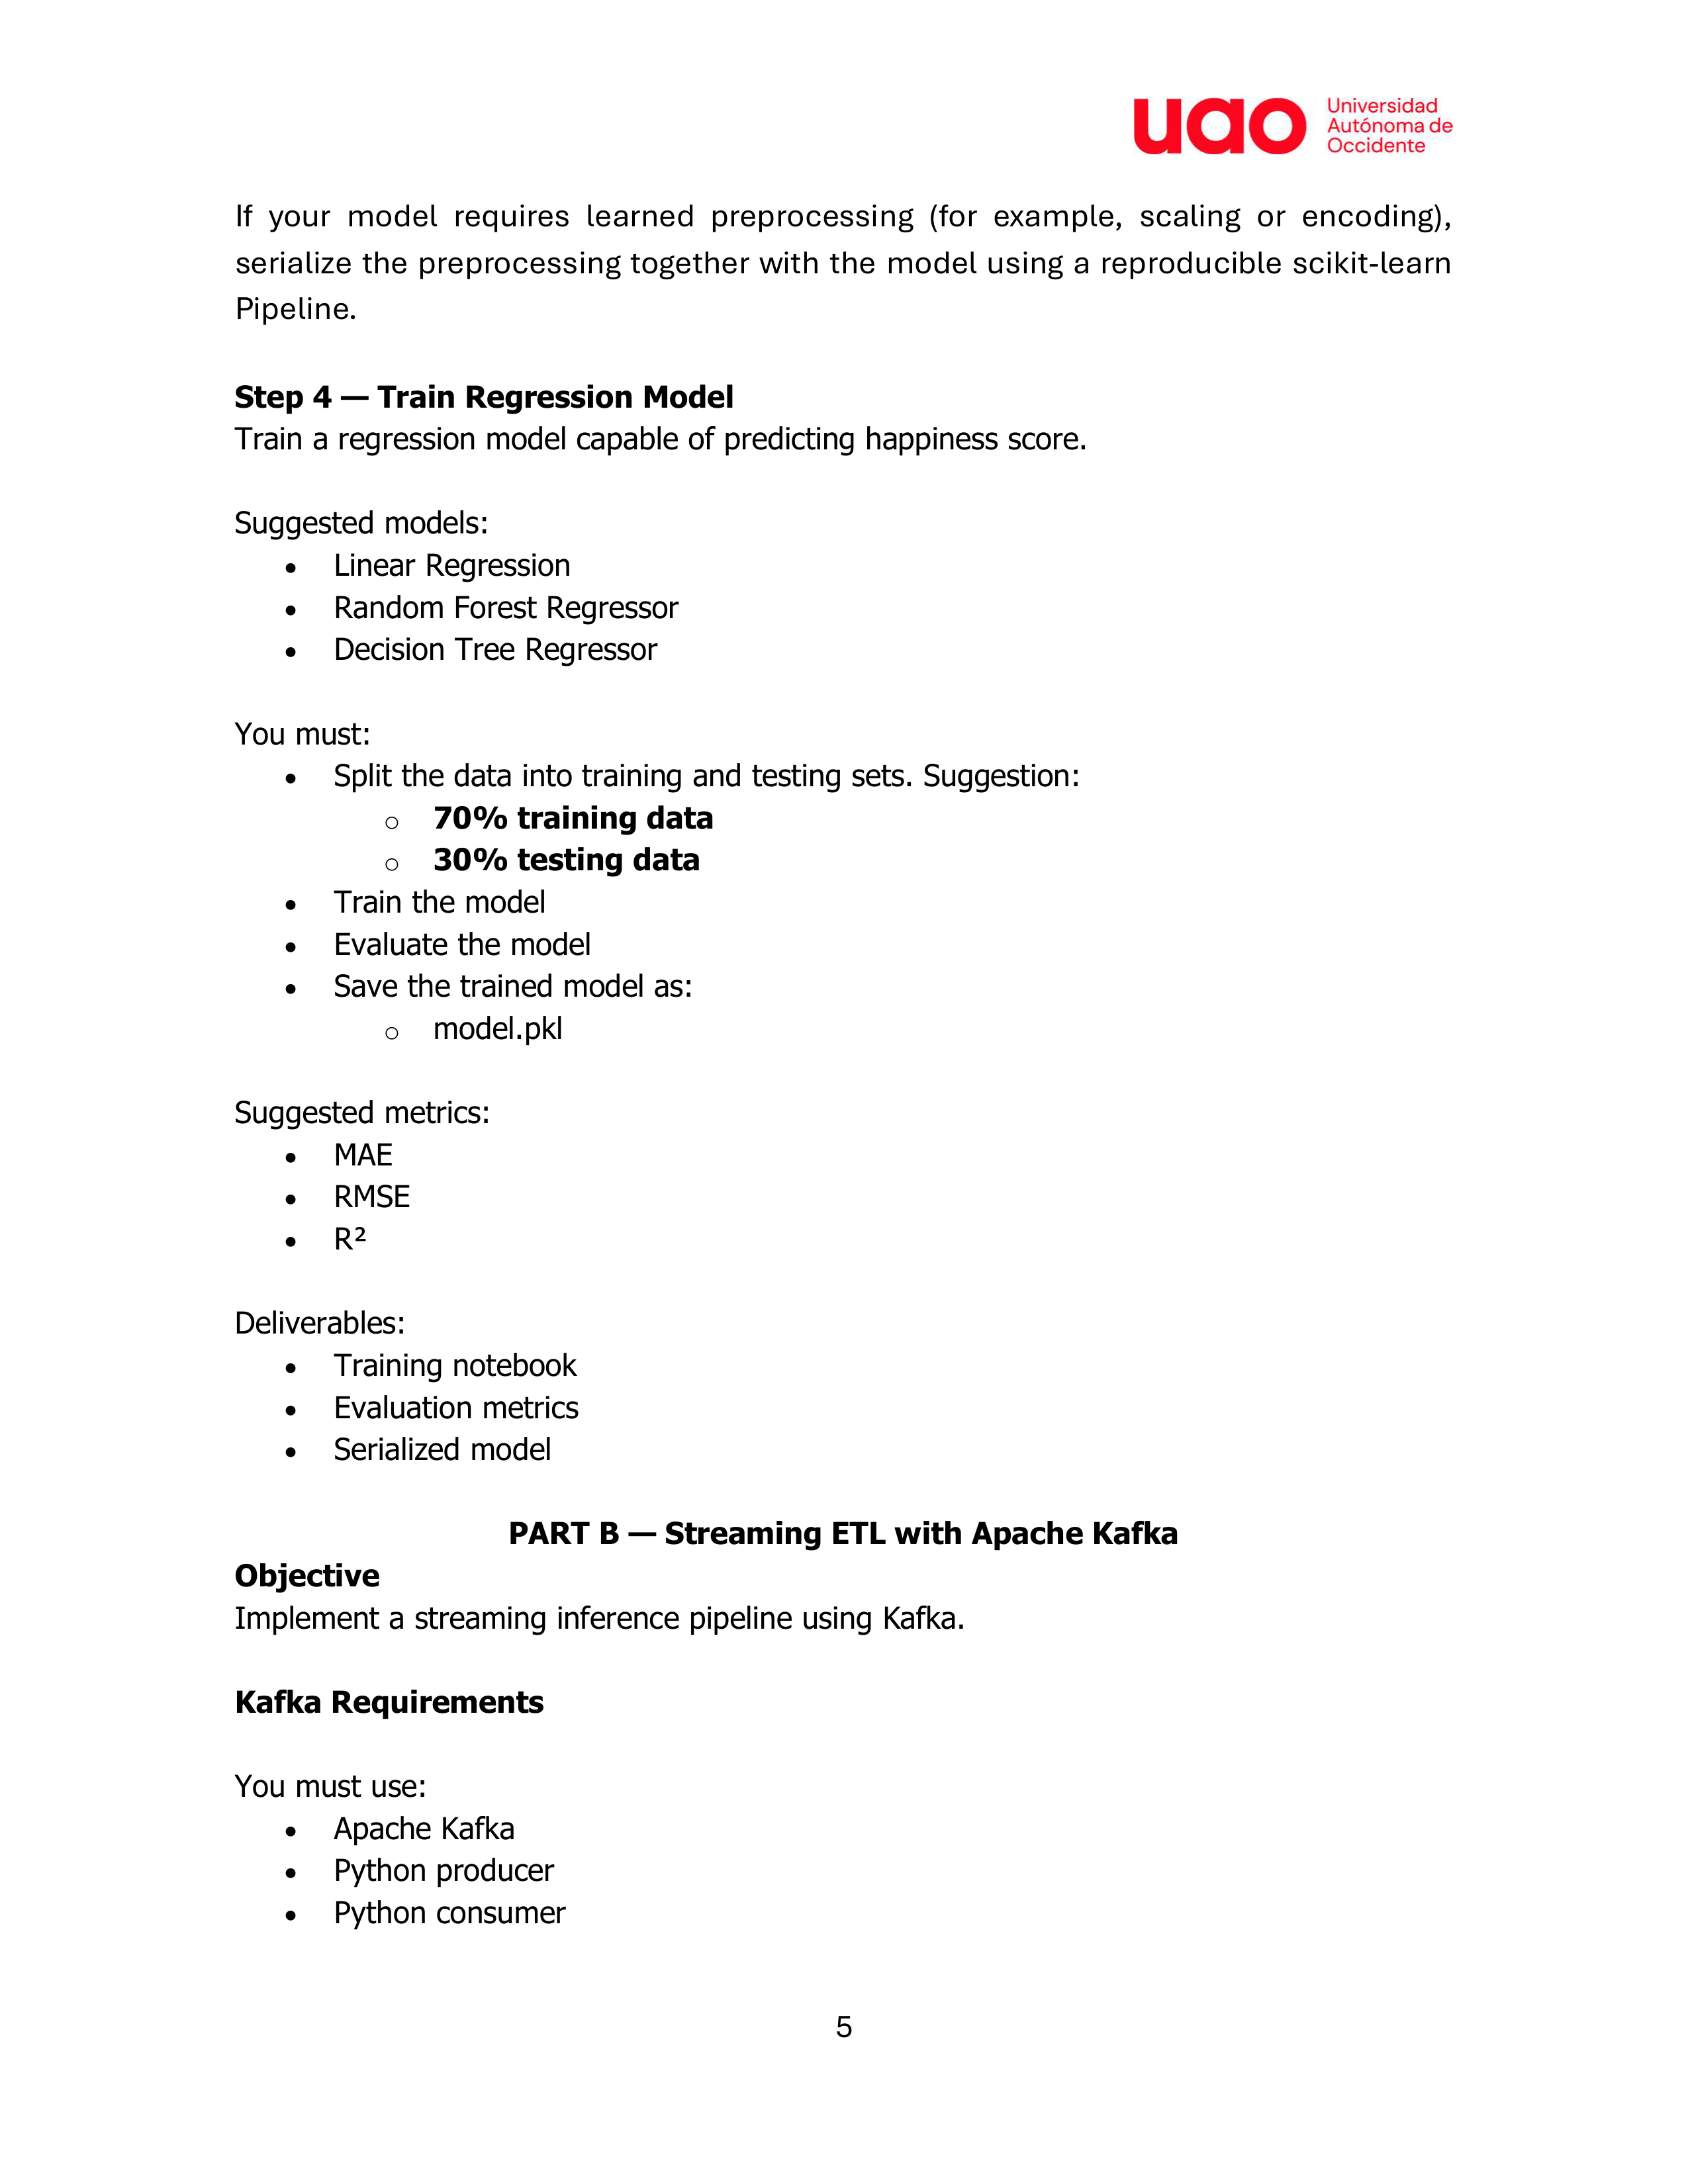 uao Universidad
Autónoma de
Occidente
If your model requires learned preprocessing (for example, scaling or encoding),
serialize the preprocessing together with the model using a reproducible scikit-learn
Pipeline.
Step 4 — Train Regression Model
Train a regression model capable of predicting happiness score.
Suggested models:
• Linear Regression
• Random Forest Regressor
• Decision Tree Regressor
You must:
• Split the data into training and testing sets. Suggestion:
o 70% training data
o 30% testing data
• Train the model
• Evaluate the model
• Save the trained model as:
o model.pkl
Suggested metrics:
• MAE
• RMSE
• R²
Deliverables:
• Training notebook
• Evaluation metrics
• Serialized model
PART B — Streaming ETL with Apache Kafka
Objective
Implement a streaming inference pipeline using Kafka.
Kafka Requirements
You must use:
• Apache Kafka
• Python producer
• Python consumer
5